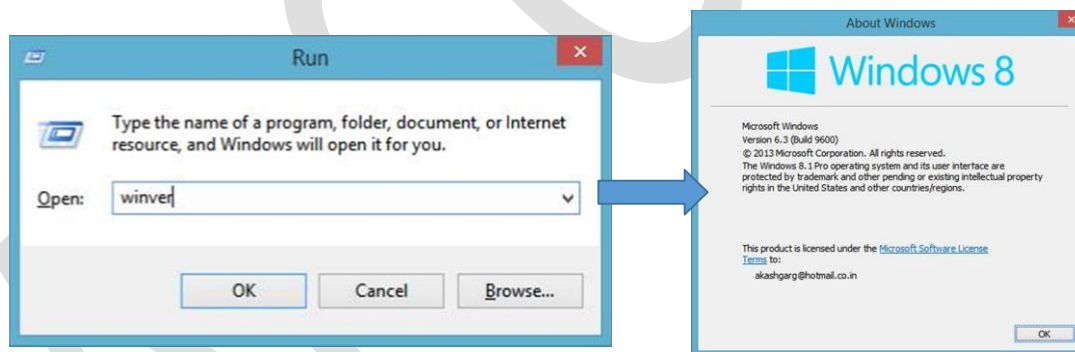 Run
Type the name of a program, folder, document, or Internet
resource, and Windows will open it for you.
Open:
winver
OK
Cancel
Browse...
About Windows
Windows 8
Microsoft Windows
Version 6.3 (Build 9600)
© 2013 Microsoft Corporation. All rights reserved.
The Windows 8.1 Pro operating system and its user interface are
protected by trademark and other pending or existing intellectual property
rights in the United States and other countries/regions.
This product is licensed under the Microsoft Software License
Terms to:
akashgarg@hotmail.co.in
OK